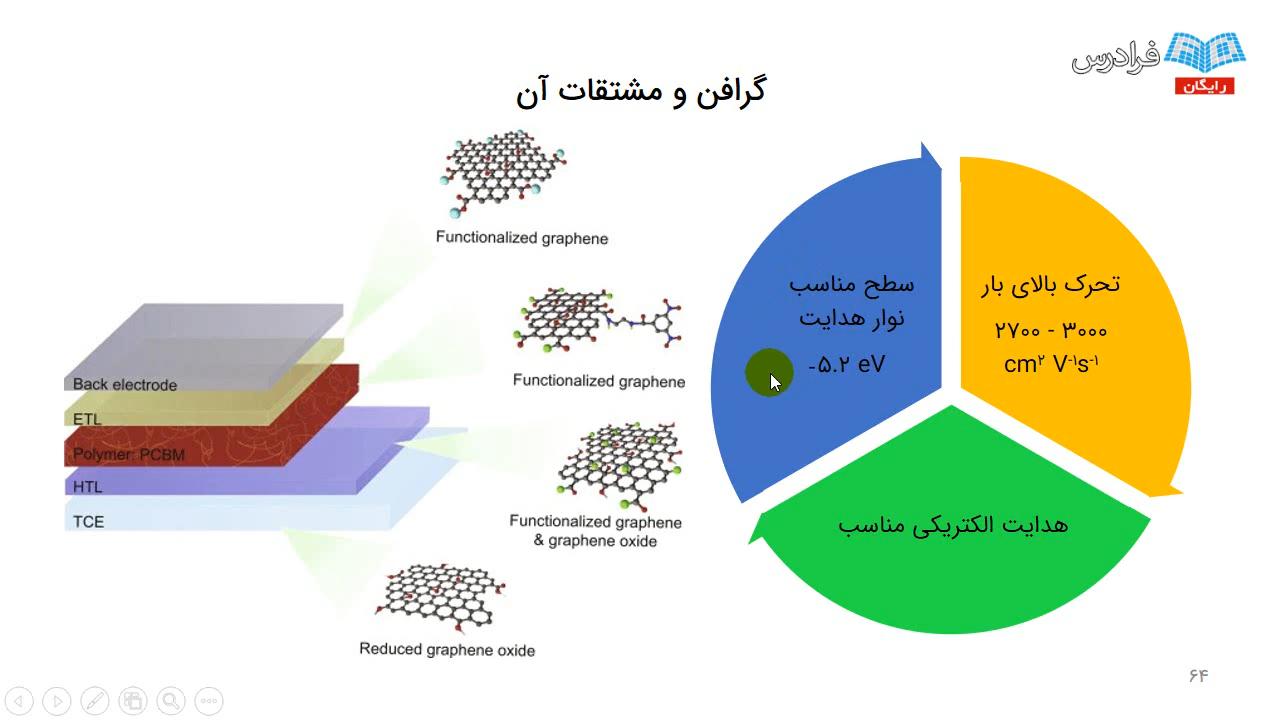 فرادرس
رایگان
گرافن و مشتقات آن
Functionalized graphene
Functionalized graphene
Functionalized graphene
& graphene oxide
Reduced graphene oxide
Back electrode
ETL
Polymer: PCBM
HTL
TCE
تحرک بالای بار
۲۷۰۰ - ۳۰۰۰
cm² V⁻¹s⁻¹
سطح مناسب
نوار هدایت
-۵.۲ eV
هدایت الکتریکی مناسب
۶۴